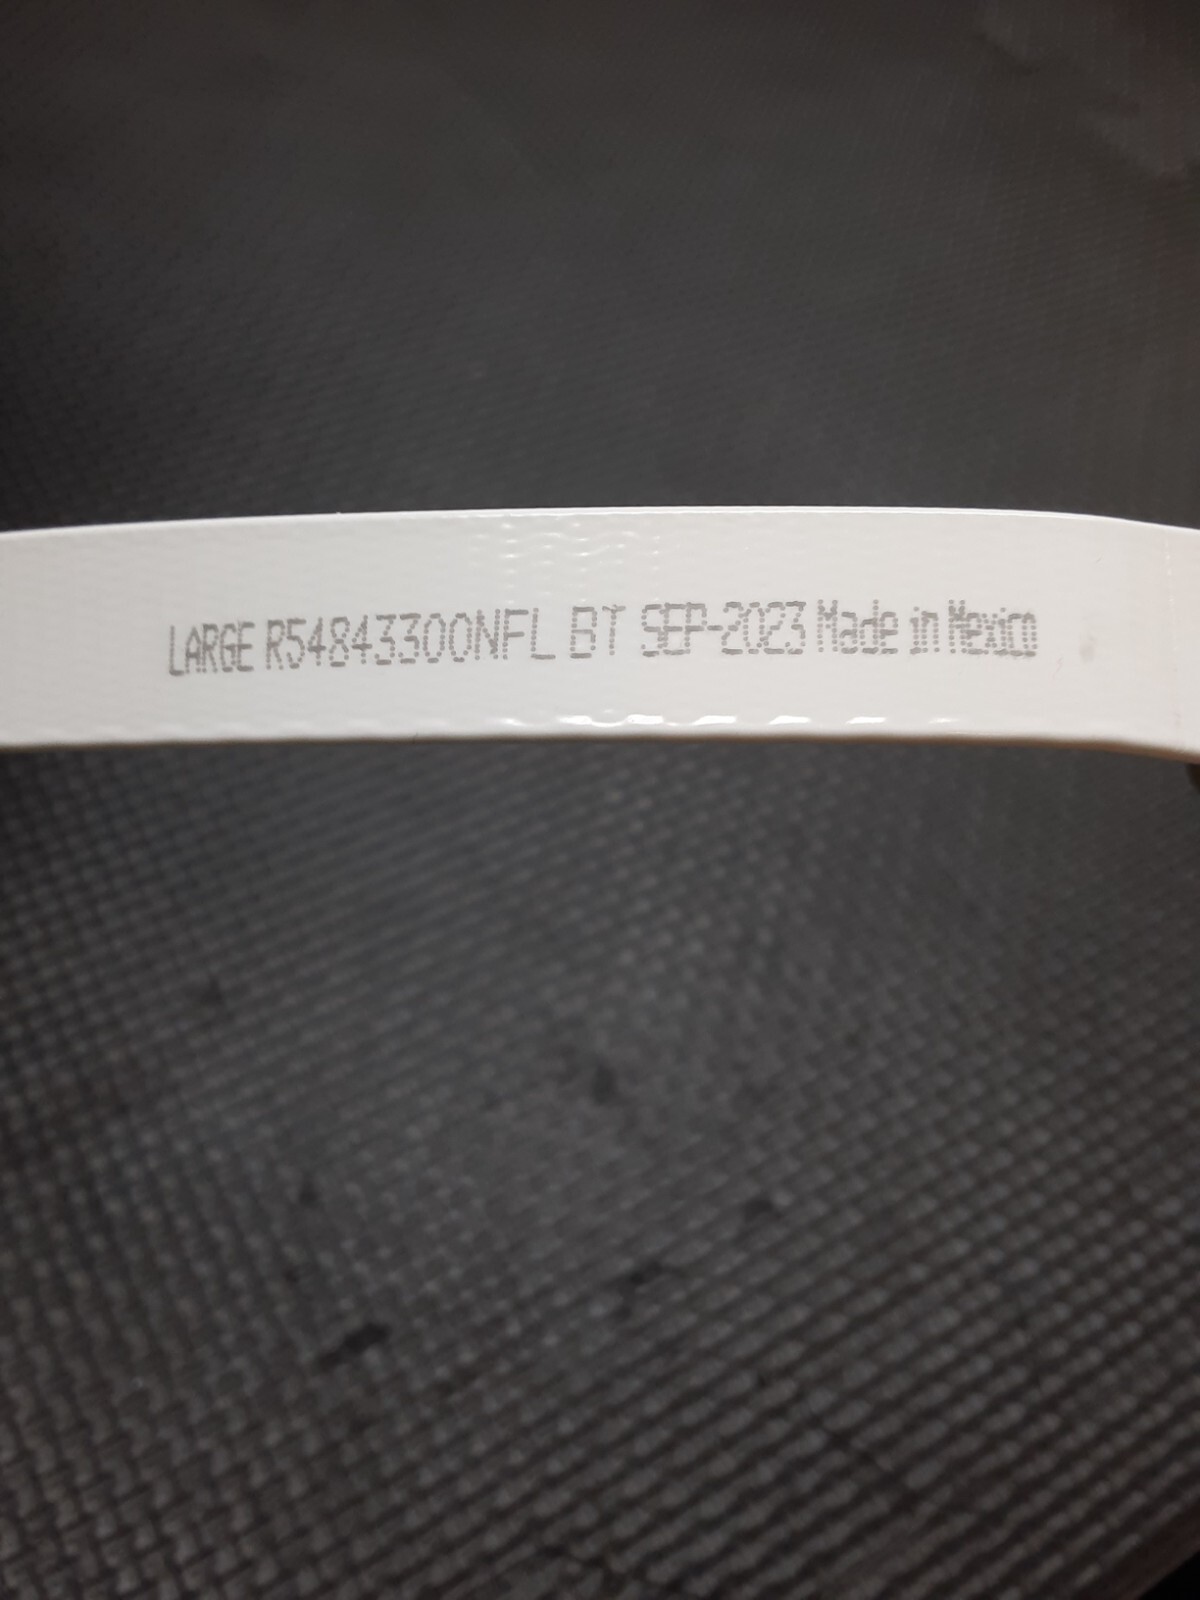 LARGE R54843300NFL BT SEP-2023 Made in Mexico